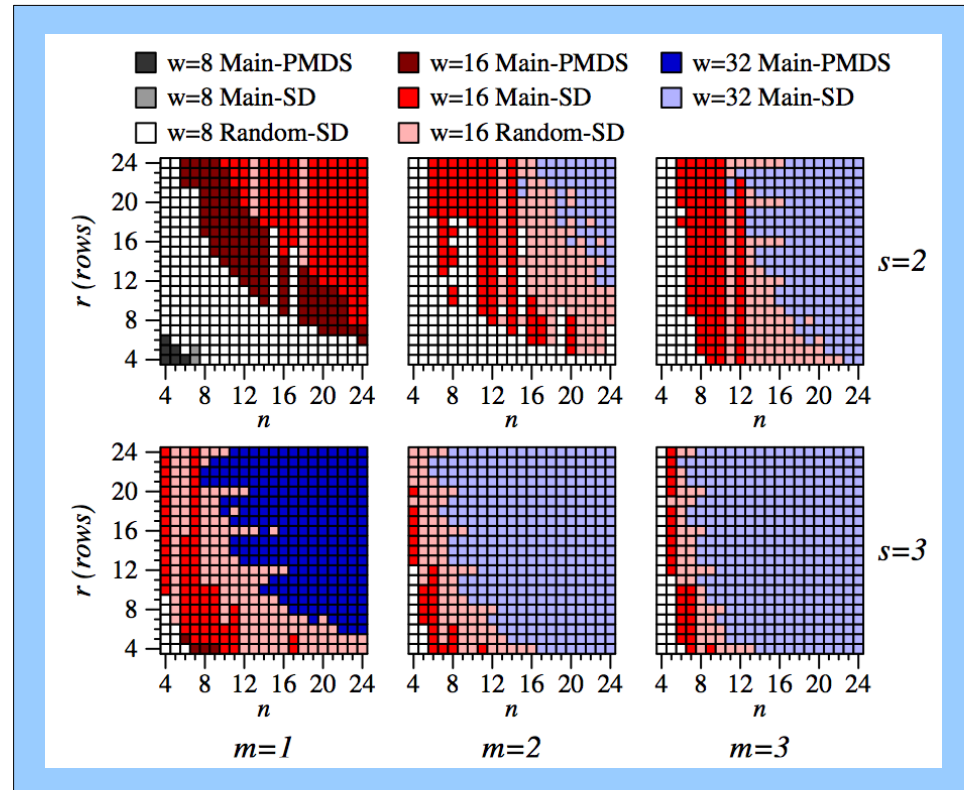 w=8 Main-PMDS w=16 Main-PMDS w=32 Main-PMDS
w=8 Main-SD w=16 Main-SD w=32 Main-SD
w=8 Random-SD w=16 Random-SD
24
20
16
12
8
4
r (rows)
4 8 12 16 20 24
n
4 8 12 16 20 24
n
4 8 12 16 20 24
n
s=2
24
20
16
12
8
4
r (rows)
4 8 12 16 20 24
n
4 8 12 16 20 24
n
4 8 12 16 20 24
n
s=3
m=1 m=2 m=3